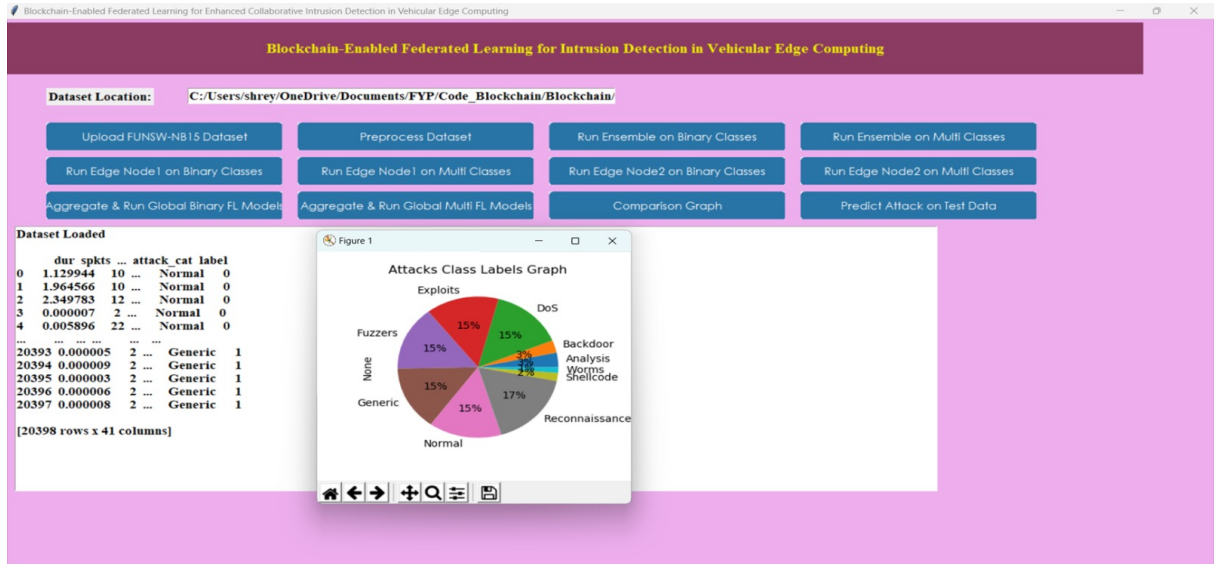 Blockchain-Enabled Federated Learning for Enhanced Collaborative Intrusion Detection in Vehicular Edge Computing
Blockchain-Enabled Federated Learning for Intrusion Detection in Vehicular Edge Computing
Dataset Location: C:/Users/shrey/OneDrive/Documents/FYP/Code_Blockchain/Blockchain/
Upload FUNSW-NB15 Dataset Preprocess Dataset Run Ensemble on Binary Classes Run Ensemble on Multi Classes
Run Edge Node1 on Binary Classes Run Edge Node1 on Multi Classes Run Edge Node2 on Binary Classes Run Edge Node2 on Multi Classes
Aggregate & Run Global Binary FL Models Aggregate & Run Global Multi FL Models Comparison Graph Predict Attack on Test Data
Dataset Loaded
dur spkts ... attack_cat label
0 1.129944 10 ... Normal 0
1 1.964566 10 ... Normal 0
2 2.349783 12 ... Normal 0
3 0.000007 2 ... Normal 0
4 0.005896 22 ... Normal 0
... ... ... ... ... ...
20393 0.000005 2 ... Generic 1
20394 0.000009 2 ... Generic 1
20395 0.000003 2 ... Generic 1
20396 0.000006 2 ... Generic 1
20397 0.000008 2 ... Generic 1
[20398 rows x 41 columns]
Figure 1
Attacks Class Labels Graph
Exploits
DoS
15%
15%
Fuzzers
Backdoor
15%
3%
Analysis
3%
Worms
None
Shellcode
2%
15%
17%
Generic
15%
Reconnaissance
Normal